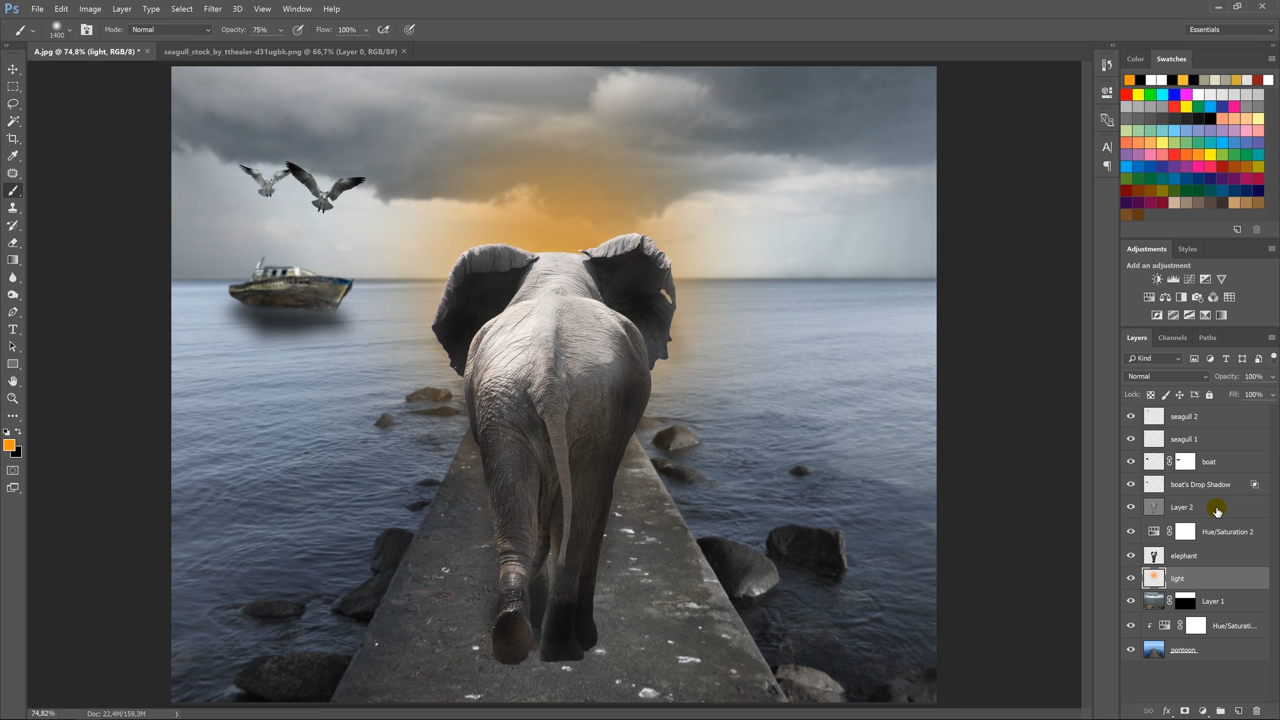 Ps File Edit Image Layer Type Select Filter 3D View Window Help
1400 Mode: Normal Opacity: 75% Flow: 100% Essentials
A.jpg @ 74,8% (light, RGB/8) * × seagull_stock_by_tthealer-d31ugbk.png @ 66,7% (Layer 0, RGB/8#) ×
Color Swatches
Adjustments Styles
Add an adjustment
Layers Channels Paths
Kind
Normal Opacity: 100%
Lock: Fill: 100%
seagull 2
seagull 1
boat
boat's Drop Shadow
Layer 2
Hue/Saturation 2
elephant
light
Layer 1
Hue/Saturati...
pontoon
74,82% Doc: 22,4M/159,3M